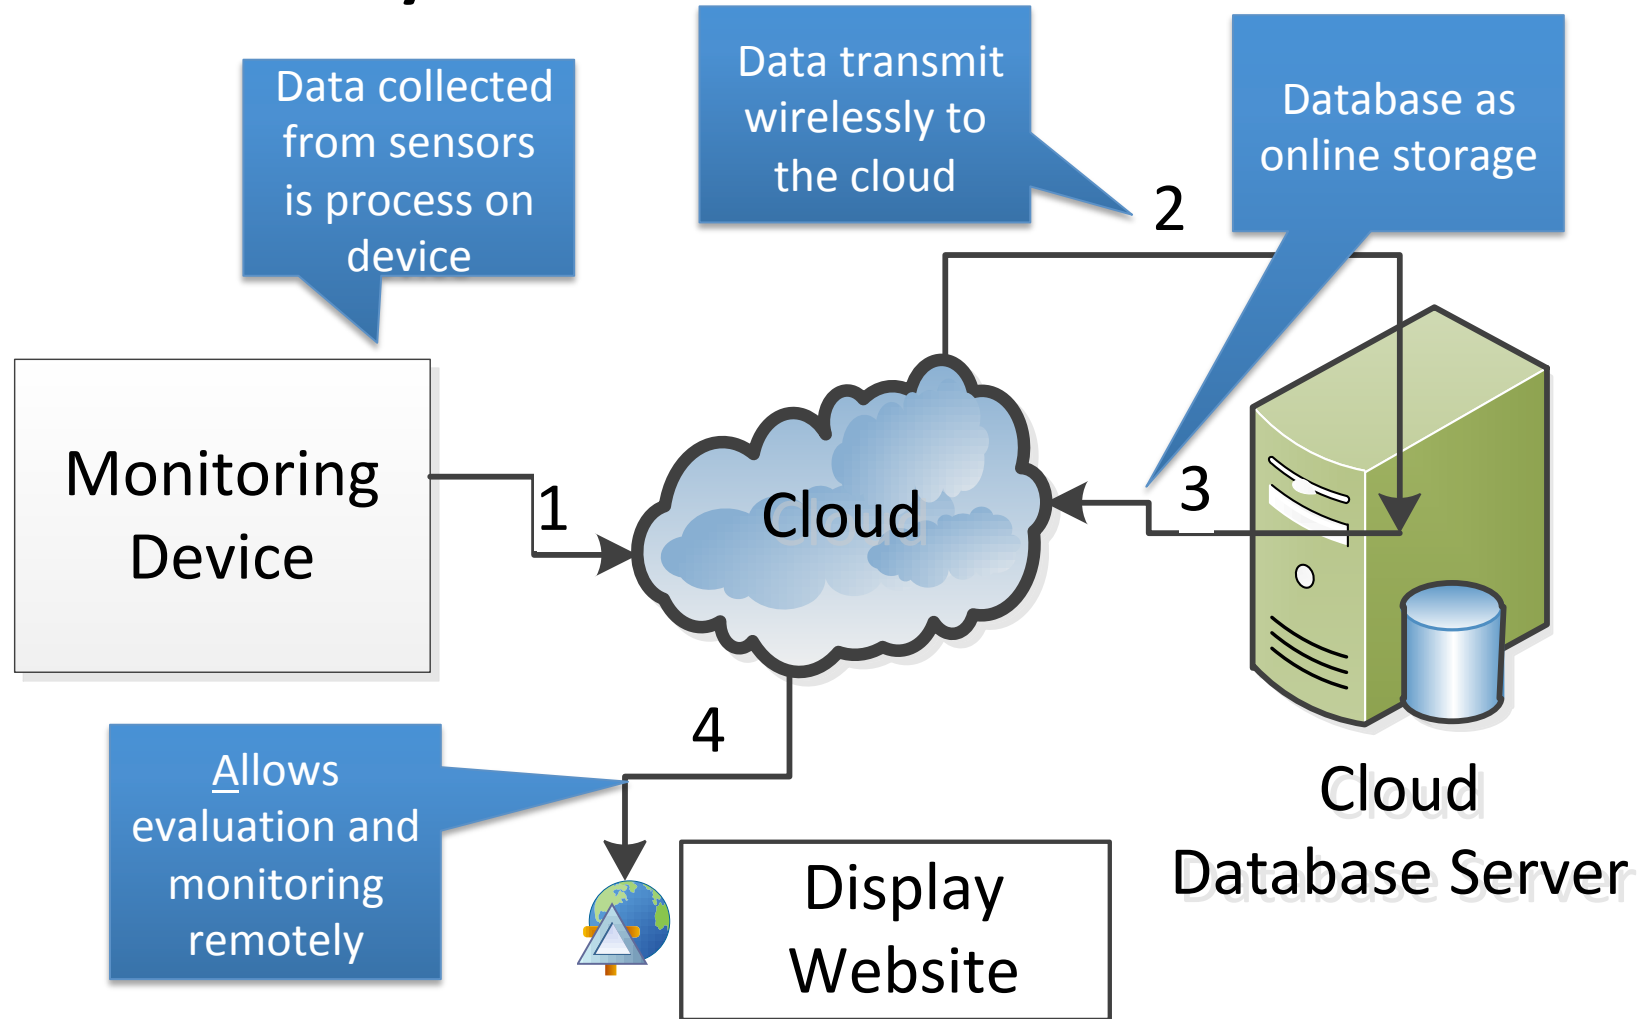 Data collected
from sensors
is process on
device
Data transmit
wirelessly to
the cloud
Database as
online storage
2
Monitoring
Device
1
Cloud
3
4
Allows
evaluation and
monitoring
remotely
Display
Website
Cloud
Database Server